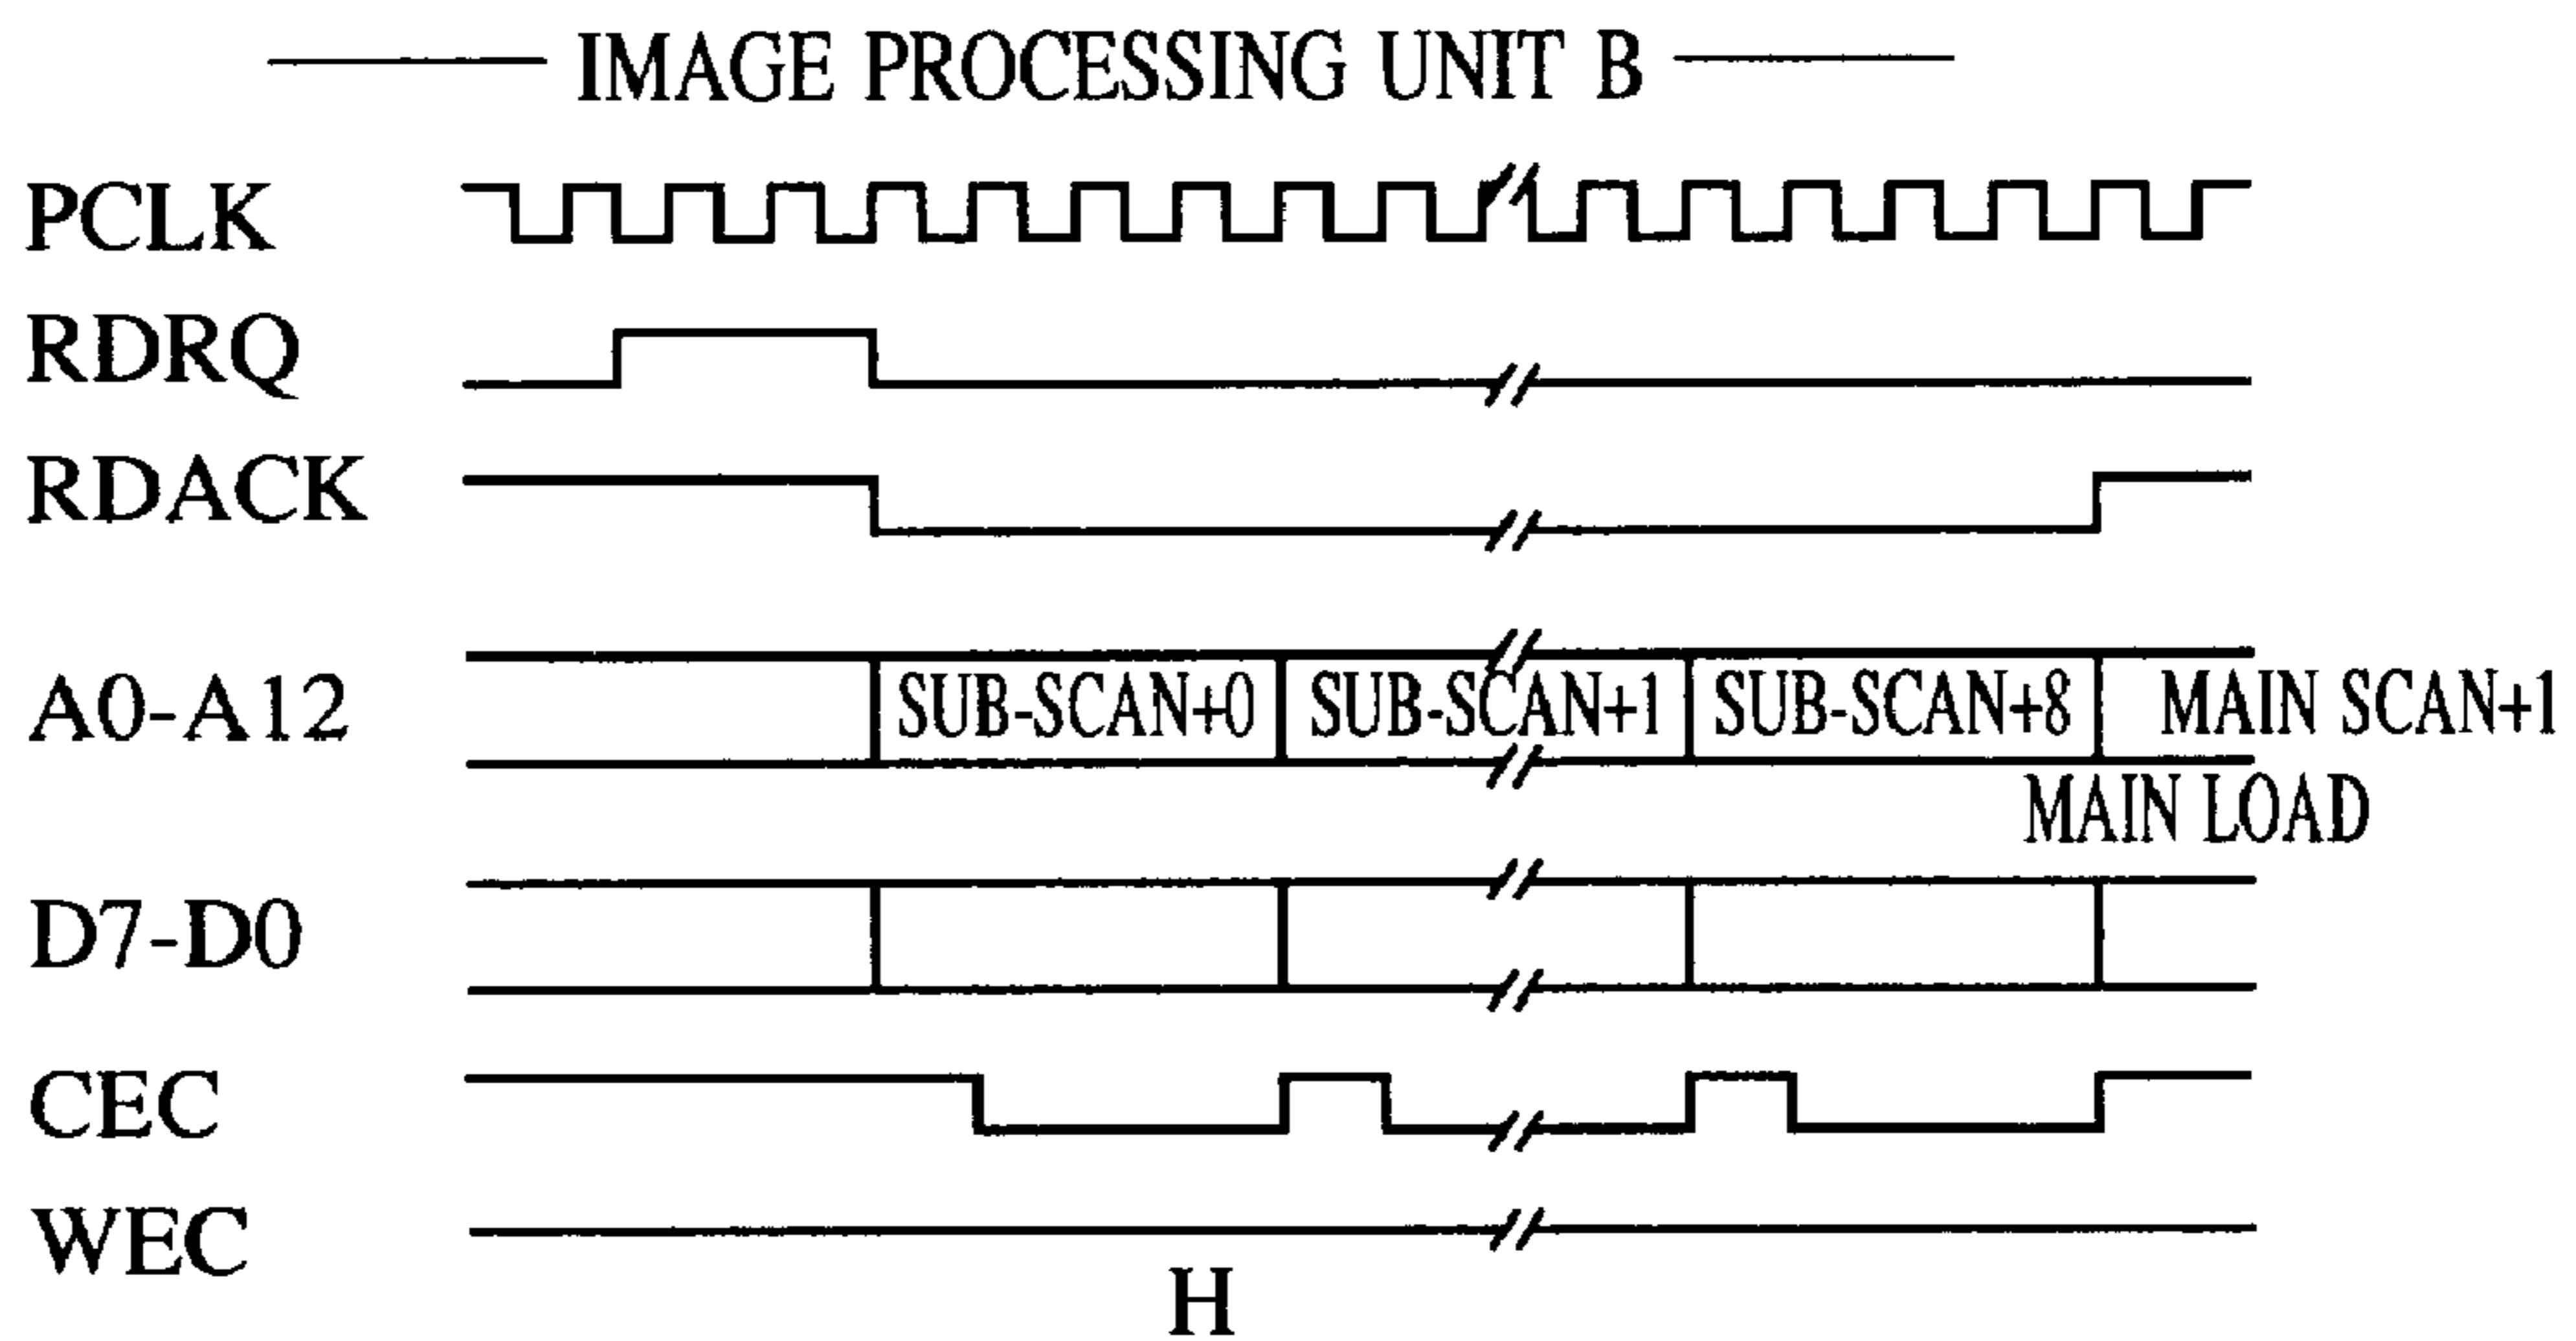 IMAGE PROCESSING UNIT B
PCLK
RDRQ
RDACK
A0-A12 SUB-SCAN+0 SUB-SCAN+1 SUB-SCAN+8 MAIN SCAN+1
MAIN LOAD
D7-D0
CEC
WEC
H